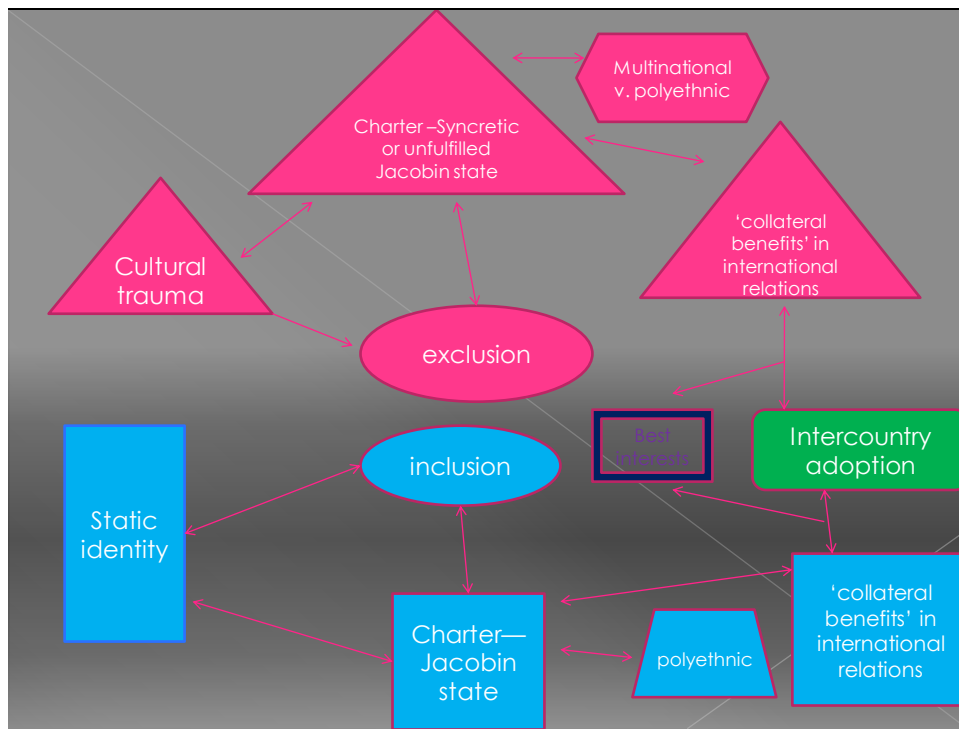 Multinational
v. polyethnic
Charter –Syncretic
or unfulfilled
Jacobin state
‘collateral
benefits’ in
international
relations
Cultural
trauma
exclusion
Best
interests
Intercountry
adoption
inclusion
Static
identity
‘collateral
benefits’ in
international
relations
Charter—
Jacobin
state
polyethnic